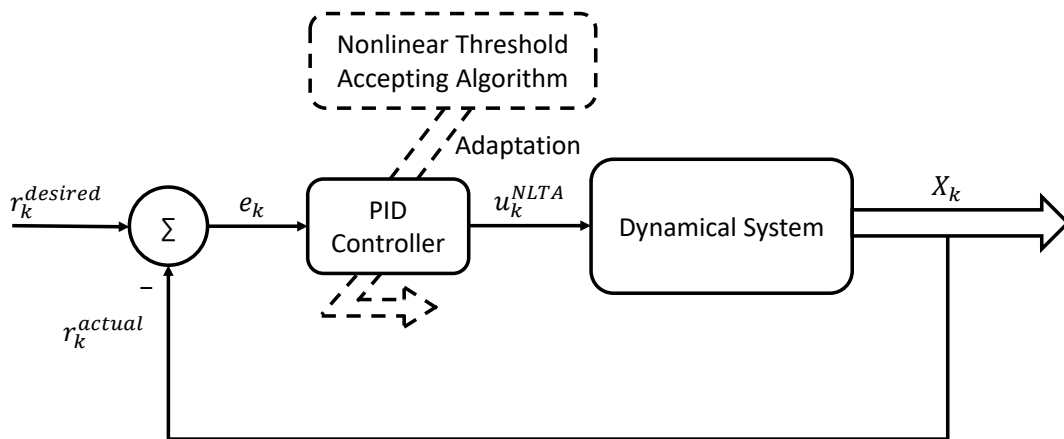 Nonlinear Threshold
Accepting Algorithm
Adaptation
r_k^{desired}
Σ
e_k
PID
Controller
u_k^{NLTA}
Dynamical System
X_k
−
r_k^{actual}